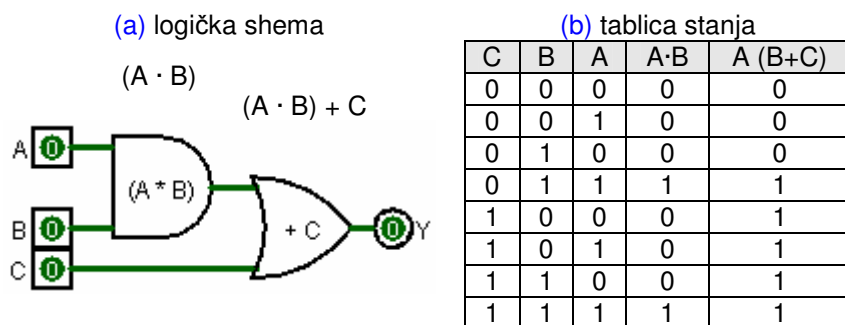 (a) logička shema
(A · B)
(A · B) + C
A 0
(A * B)
B 0
+ C
0 Y
C 0
(b) tablica stanja
C B A A·B A (B+C)
0 0 0 0 0
0 0 1 0 0
0 1 0 0 0
0 1 1 1 1
1 0 0 0 1
1 0 1 0 1
1 1 0 0 1
1 1 1 1 1